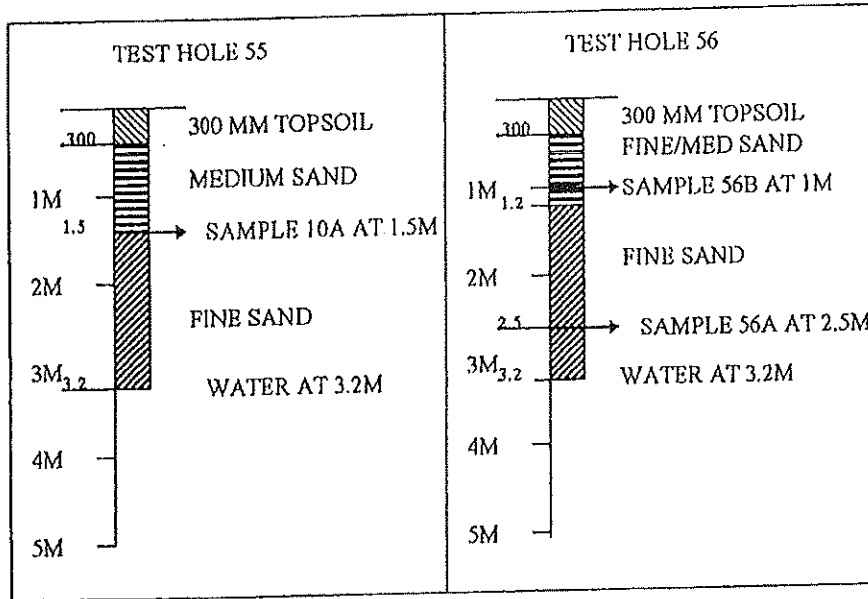 TEST HOLE 55
300 MM TOPSOIL
.300
MEDIUM SAND
1M
1.5
SAMPLE 10A AT 1.5M
2M
FINE SAND
3M
3.2
WATER AT 3.2M
4M
5M
TEST HOLE 56
300 MM TOPSOIL
.300
FINE/MED SAND
1M
SAMPLE 56B AT 1M
1.2
FINE SAND
2M
2.5
SAMPLE 56A AT 2.5M
3M
3.2
WATER AT 3.2M
4M
5M